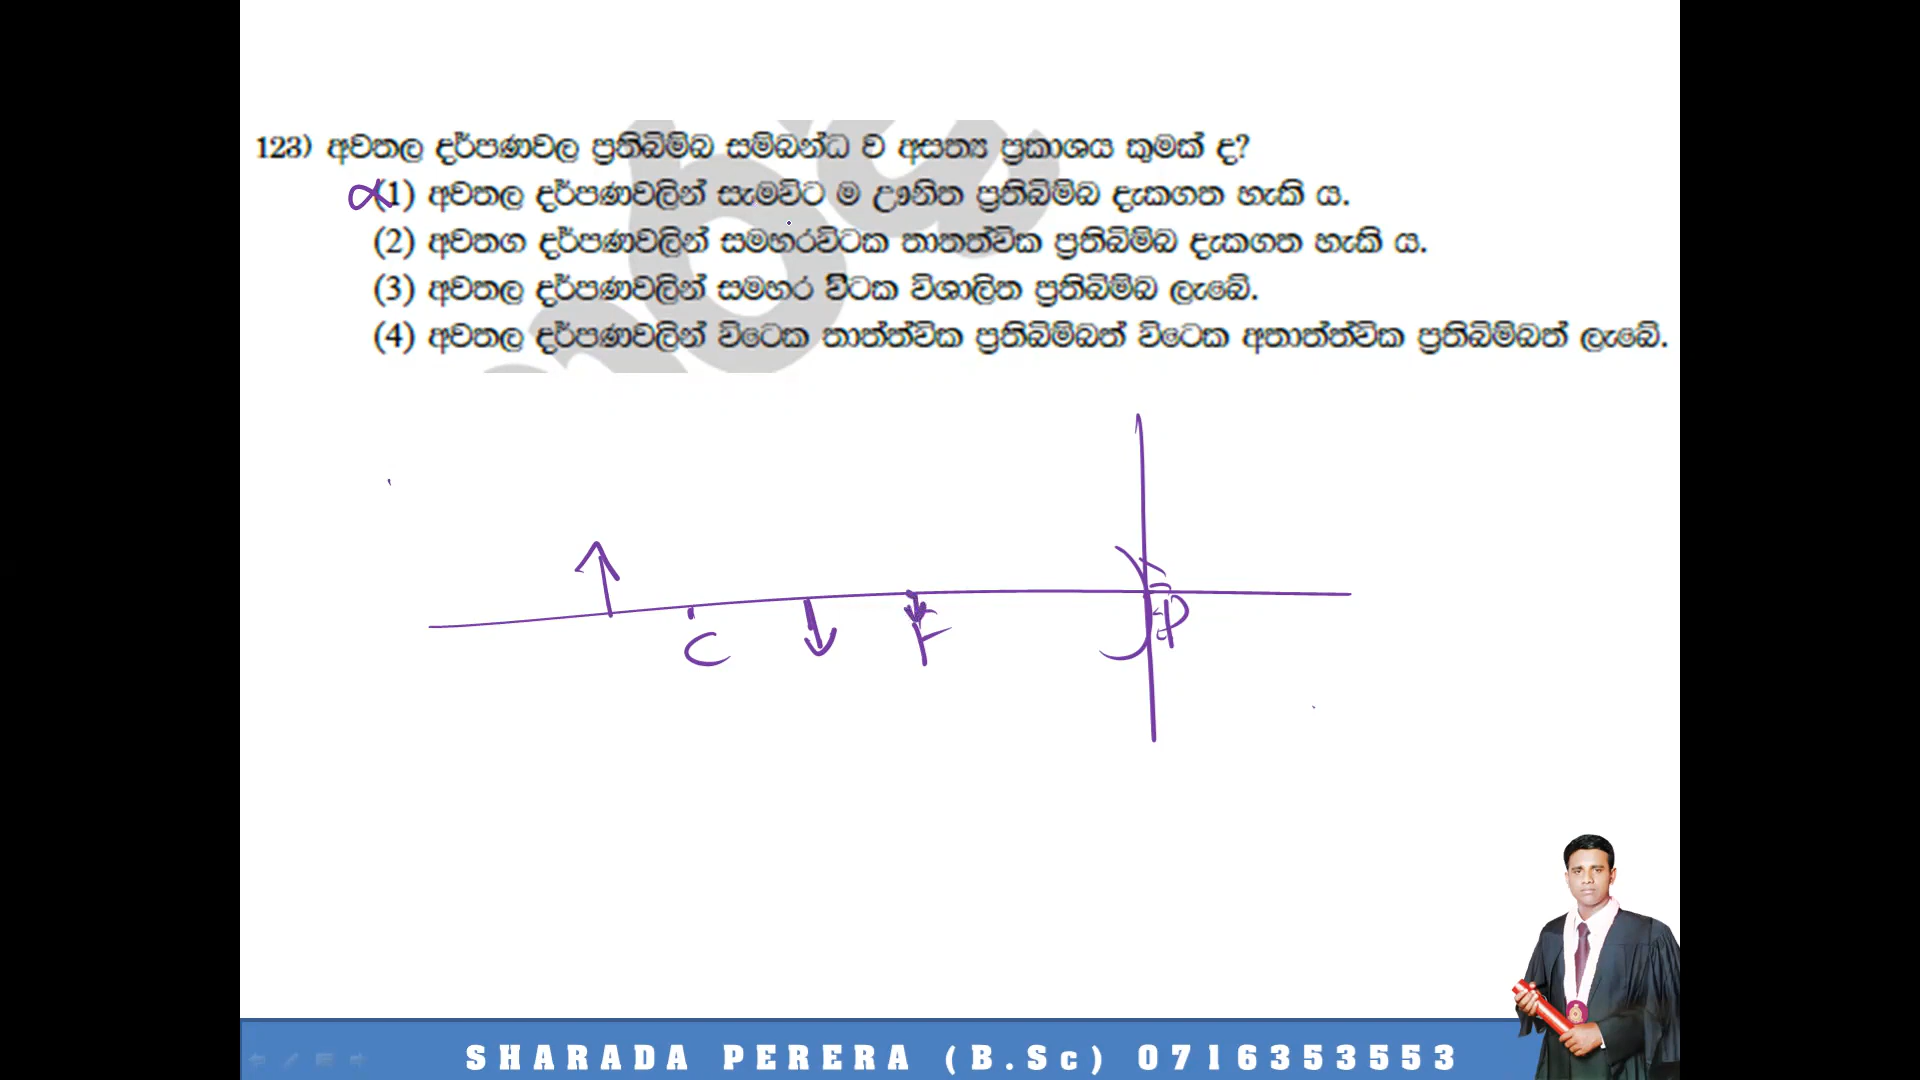 123) අවතල දර්පණවල ප්‍රතිබිම්බ සම්බන්ධ ව අසත්‍ය ප්‍රකාශය කුමක් ද?
(1) අවතල දර්පණවලින් සැමවිට ම ඌනිත ප්‍රතිබිම්බ දැකගත හැකි ය.
(2) අවතග දර්පණවලින් සමහරවිටක තාතත්වික ප්‍රතිබිම්බ දැකගත හැකි ය.
(3) අවතල දර්පණවලින් සමහර විටක විශාලිත ප්‍රතිබිම්බ ලැබේ.
(4) අවතල දර්පණවලින් විටෙක තාත්ත්වික ප්‍රතිබිම්බත් විටෙක අතාත්ත්වික ප්‍රතිබිම්බත් ලැබේ.
C F P
SHARADA PERERA (B.Sc) 0716353553